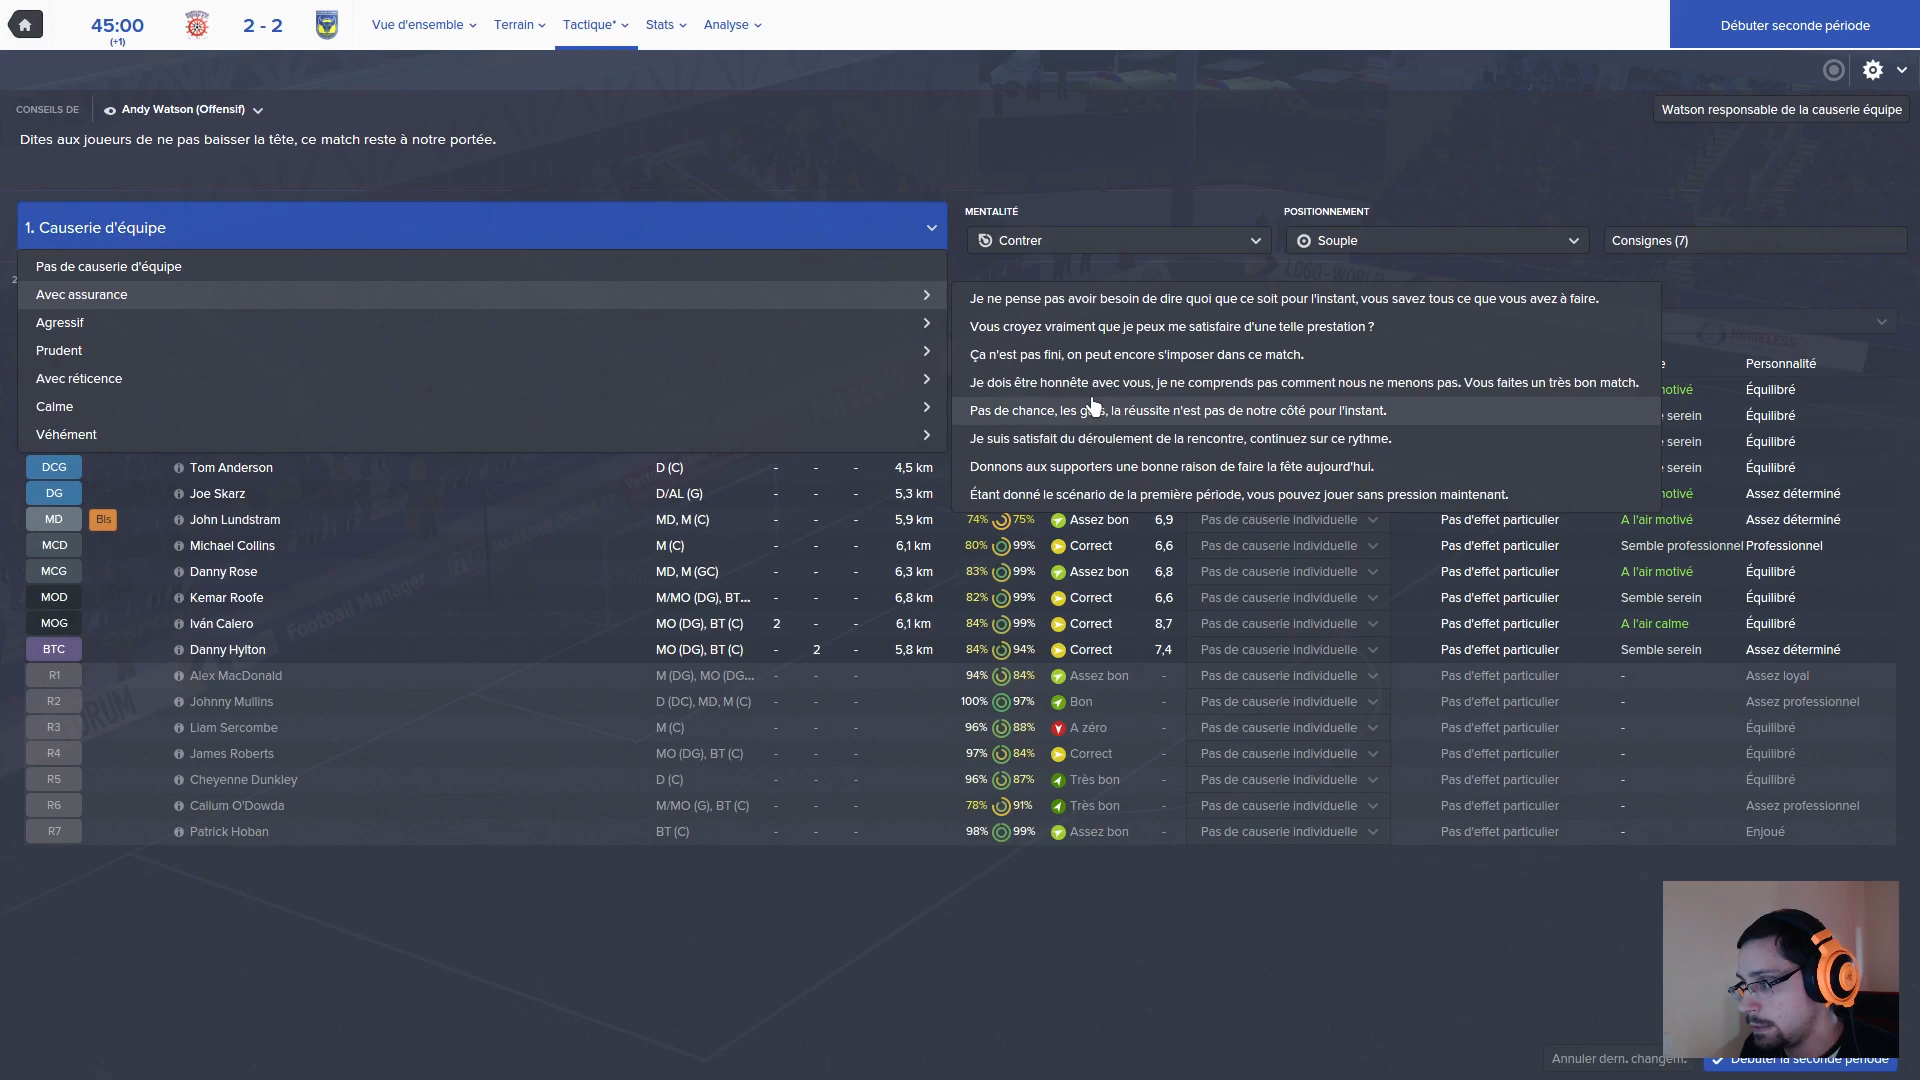 45:00
(+1)
2 - 2
Vue d'ensemble
Terrain
Tactique*
Stats
Analyse
Débuter seconde période
CONSEILS DE
Andy Watson (Offensif)
Watson responsable de la causerie équipe
Dites aux joueurs de ne pas baisser la tête, ce match reste à notre portée.
1. Causerie d'équipe
MENTALITÉ
POSITIONNEMENT
Contrer
Souple
Consignes (7)
Pas de causerie d'équipe
Avec assurance
Agressif
Prudent
Avec réticence
Calme
Véhément
Je ne pense pas avoir besoin de dire quoi que ce soit pour l'instant, vous savez tous ce que vous avez à faire.
Vous croyez vraiment que je peux me satisfaire d'une telle prestation ?
Ça n'est pas fini, on peut encore s'imposer dans ce match.
Je dois être honnête avec vous, je ne comprends pas comment nous ne menons pas. Vous faites un très bon match.
Pas de chance, les la réussite n'est pas de notre côté pour l'instant.
Je suis satisfait du déroulement de la rencontre, continuez sur ce rythme.
Donnons aux supporters une bonne raison de faire la fête aujourd'hui.
Étant donné le scénario de la première période, vous pouvez jouer sans pression maintenant.
Personnalité
Équilibré
serein Équilibré
serein Équilibré
serein Équilibré
DCG Tom Anderson D (C) - - - 4,5 km
DG Joe Skarz D/AL (G) - - - 5,3 km Assez déterminé
MD Bls John Lundstram MD, M (C) - - - 5,9 km 74% 75% Assez bon 6,9 Pas de causerie individuelle Pas d'effet particulier A l'air motivé Assez déterminé
MCD Michael Collins M (C) - - - 6,1 km 80% 99% Correct 6,6 Pas de causerie individuelle Pas d'effet particulier Semble professionnel Professionnel
MCG Danny Rose MD, M (GC) - - - 6,3 km 83% 99% Assez bon 6,8 Pas de causerie individuelle Pas d'effet particulier A l'air motivé Équilibré
MOD Kemar Roofe M/MO (DG), BT... - - - 6,8 km 82% 99% Correct 6,6 Pas de causerie individuelle Pas d'effet particulier Semble serein Équilibré
MOG Iván Calero MO (DG), BT (C) 2 - - 6,1 km 84% 99% Correct 8,7 Pas de causerie individuelle Pas d'effet particulier A l'air calme Équilibré
BTC Danny Hylton MO (DG), BT (C) - 2 - 5,8 km 84% 94% Correct 7,4 Pas de causerie individuelle Pas d'effet particulier Semble serein Assez déterminé
R1 Alex MacDonald M (DG), MO (DG... - - - 94% 84% Assez bon - Pas de causerie individuelle Pas d'effet particulier - Assez loyal
R2 Johnny Mullins D (DC), MD, M (C) - - - 100% 97% Bon - Pas de causerie individuelle Pas d'effet particulier - Assez professionnel
R3 Liam Sercombe M (C) - - - 96% 88% A zéro - Pas de causerie individuelle Pas d'effet particulier - Équilibré
R4 James Roberts MO (DG), BT (C) - - - 97% 84% Correct - Pas de causerie individuelle Pas d'effet particulier - Équilibré
R5 Cheyenne Dunkley D (C) - - - 96% 87% Très bon - Pas de causerie individuelle Pas d'effet particulier - Équilibré
R6 Callum O'Dowda M/MO (G), BT (C) - - - 78% 91% Très bon - Pas de causerie individuelle Pas d'effet particulier - Assez professionnel
R7 Patrick Hoban BT (C) - - - 98% 99% Assez bon - Pas de causerie individuelle Pas d'effet particulier - Enjoué
Football Manager
Annuler dern. changem.
Débuter la seconde période